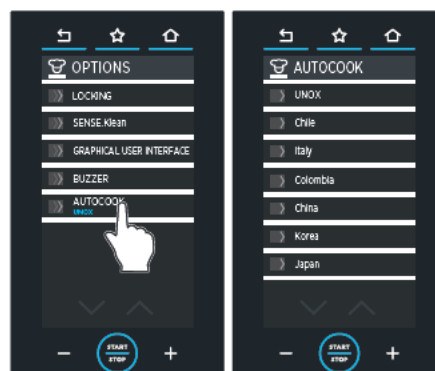 OPTIONS
LOCKING
SENSE.Klean
GRAPHICAL USER INTERFACE
BUZZER
AUTOCOOK
UNOX
START
STOP
AUTOCOOK
UNOX
Chile
Italy
Colombia
China
Korea
Japan
START
STOP